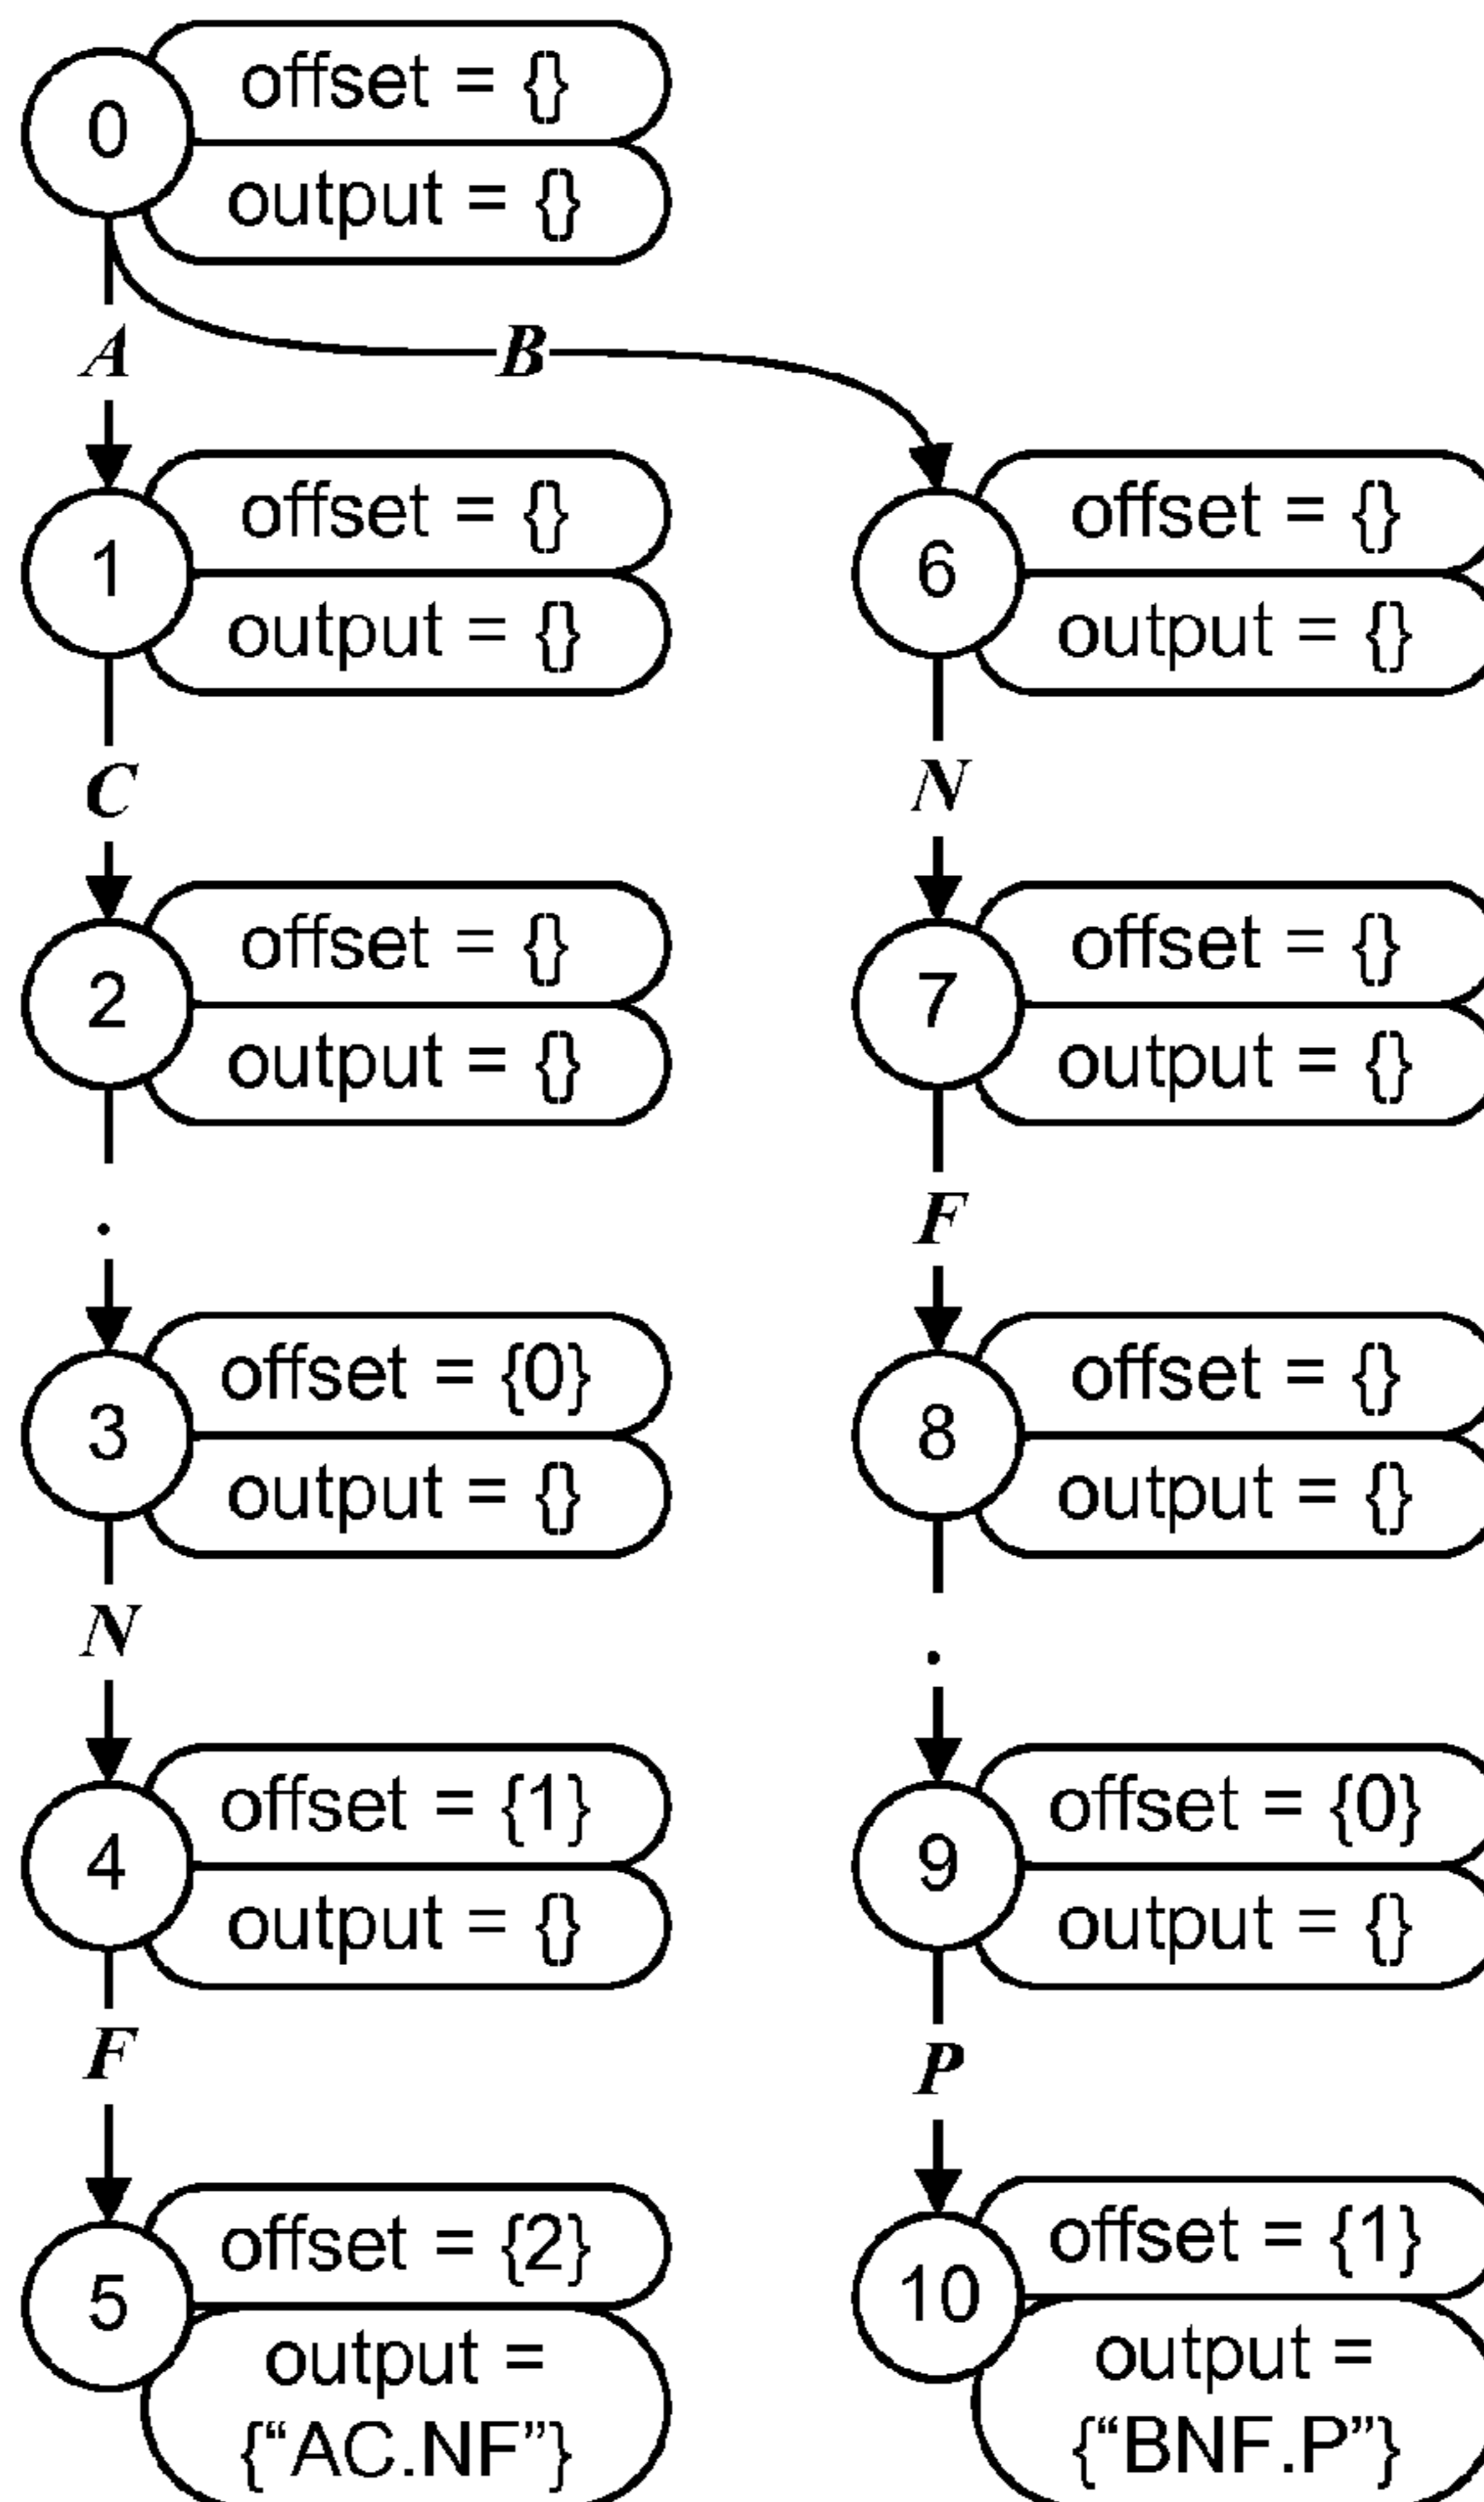 offset = {}
0
output = {}
A
B
offset = {}
1
output = {}
offset = {}
6
output = {}
C
N
offset = {}
2
output = {}
offset = {}
7
output = {}
.
F
offset = {0}
3
output = {}
offset = {}
8
output = {}
N
.
offset = {1}
4
output = {}
offset = {0}
9
output = {}
F
P
offset = {2}
5
output =
{“AC.NF”}
offset = {1}
10
output =
{“BNF.P”}